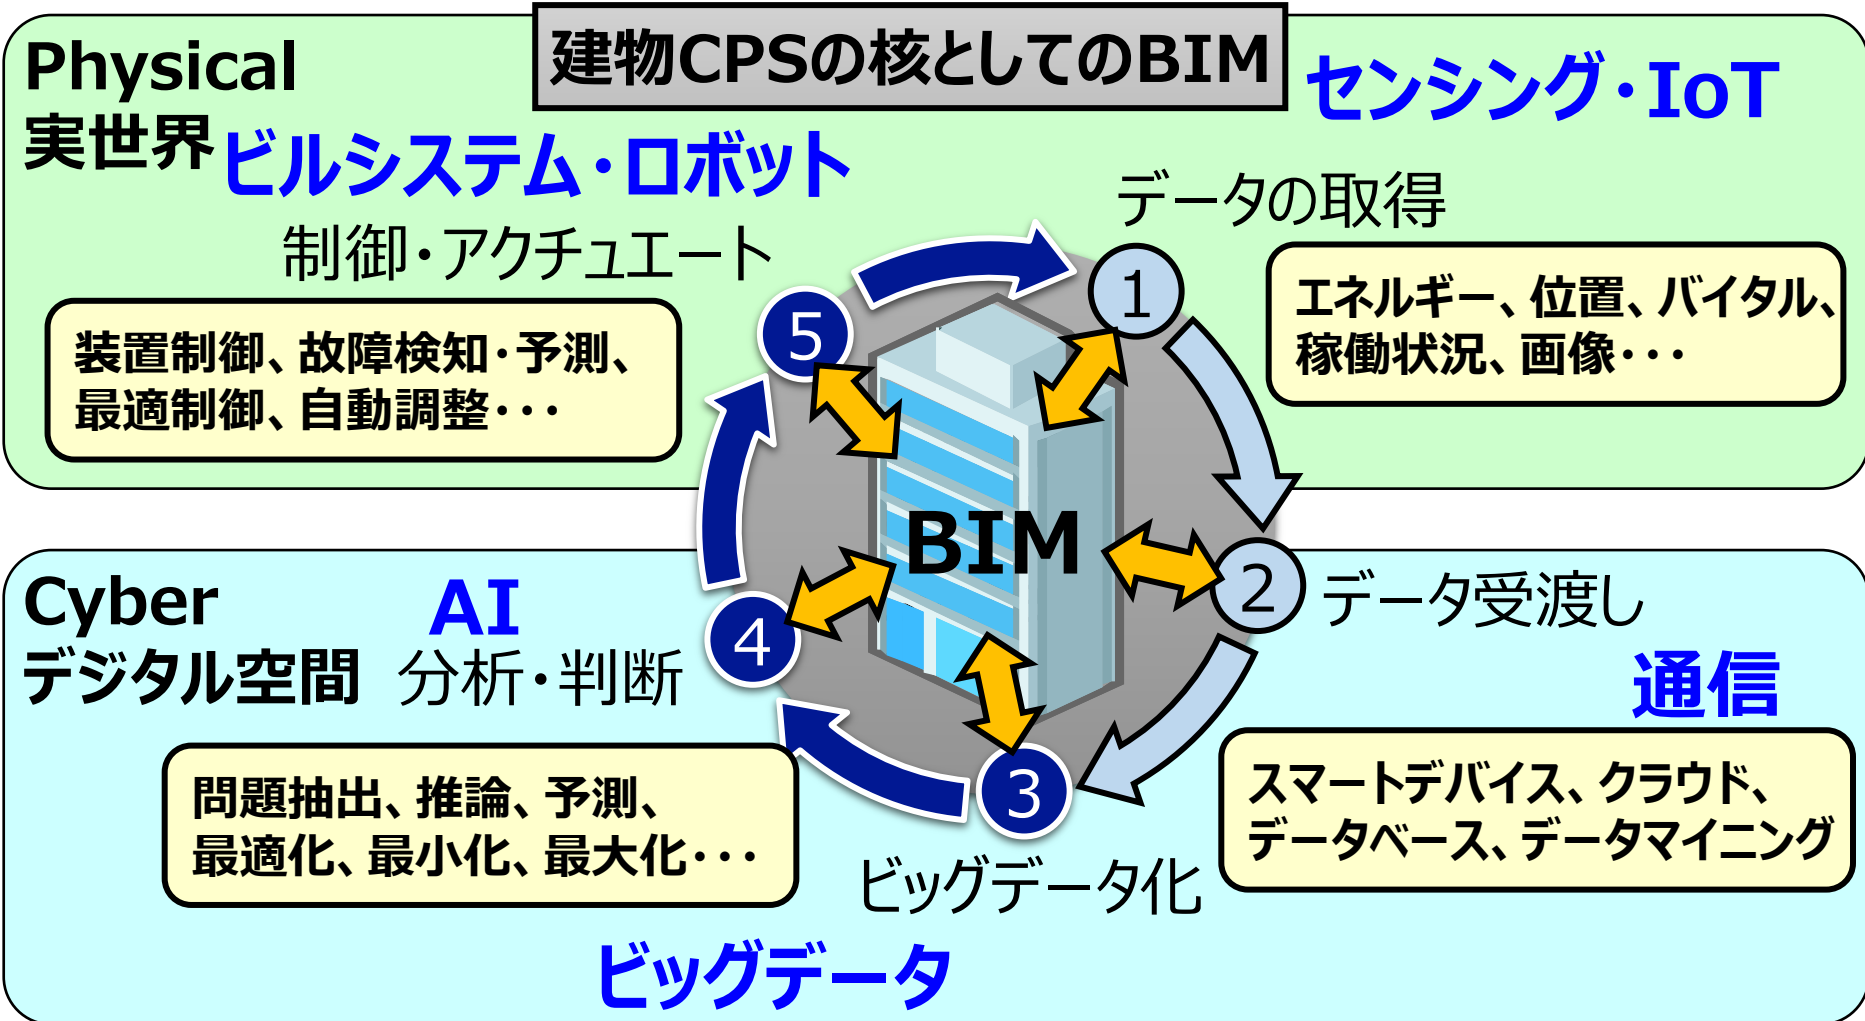 建物CPSの核としてのBIM
Physical
実世界
センシング・IoT
ビルシステム・ロボット
データの取得
制御・アクチュエート
1
エネルギー、位置、バイタル、
稼働状況、画像・・・
5
装置制御、故障検知・予測、
最適制御、自動調整・・・
BIM
2
データ受渡し
通信
スマートデバイス、クラウド、
データベース、データマイニング
Cyber
デジタル空間
AI
分析・判断
4
問題抽出、推論、予測、
最適化、最小化、最大化・・・
3
ビッグデータ化
ビッグデータ